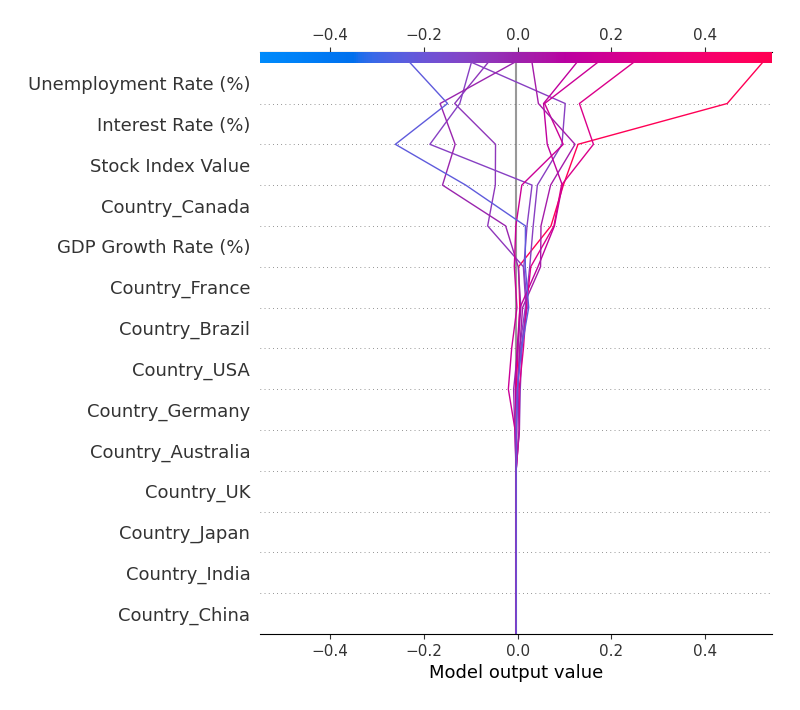 −0.4 −0.2 0.0 0.2 0.4
Unemployment Rate (%)
Interest Rate (%)
Stock Index Value
Country_Canada
GDP Growth Rate (%)
Country_France
Country_Brazil
Country_USA
Country_Germany
Country_Australia
Country_UK
Country_Japan
Country_India
Country_China
−0.4 −0.2 0.0 0.2 0.4
Model output value